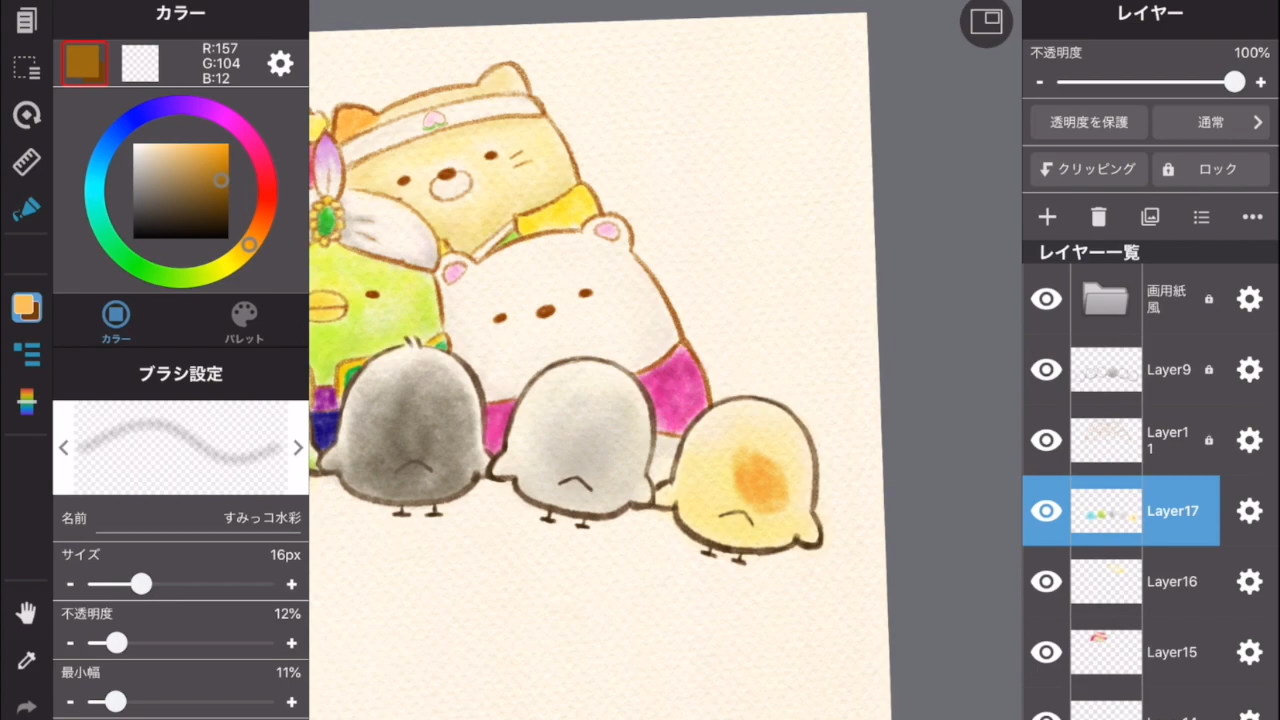 カラー
R:157
G:104
B:12
カラー
パレット
ブラシ設定
名前
すみっコ水彩
サイズ
16px
-
+
不透明度
12%
-
+
最小幅
11%
-
+
レイヤー
不透明度
100%
-
+
透明度を保護
通常
クリッピング
ロック
レイヤー一覧
画用紙
風
Layer9
Layer1
1
Layer17
Layer16
Layer15